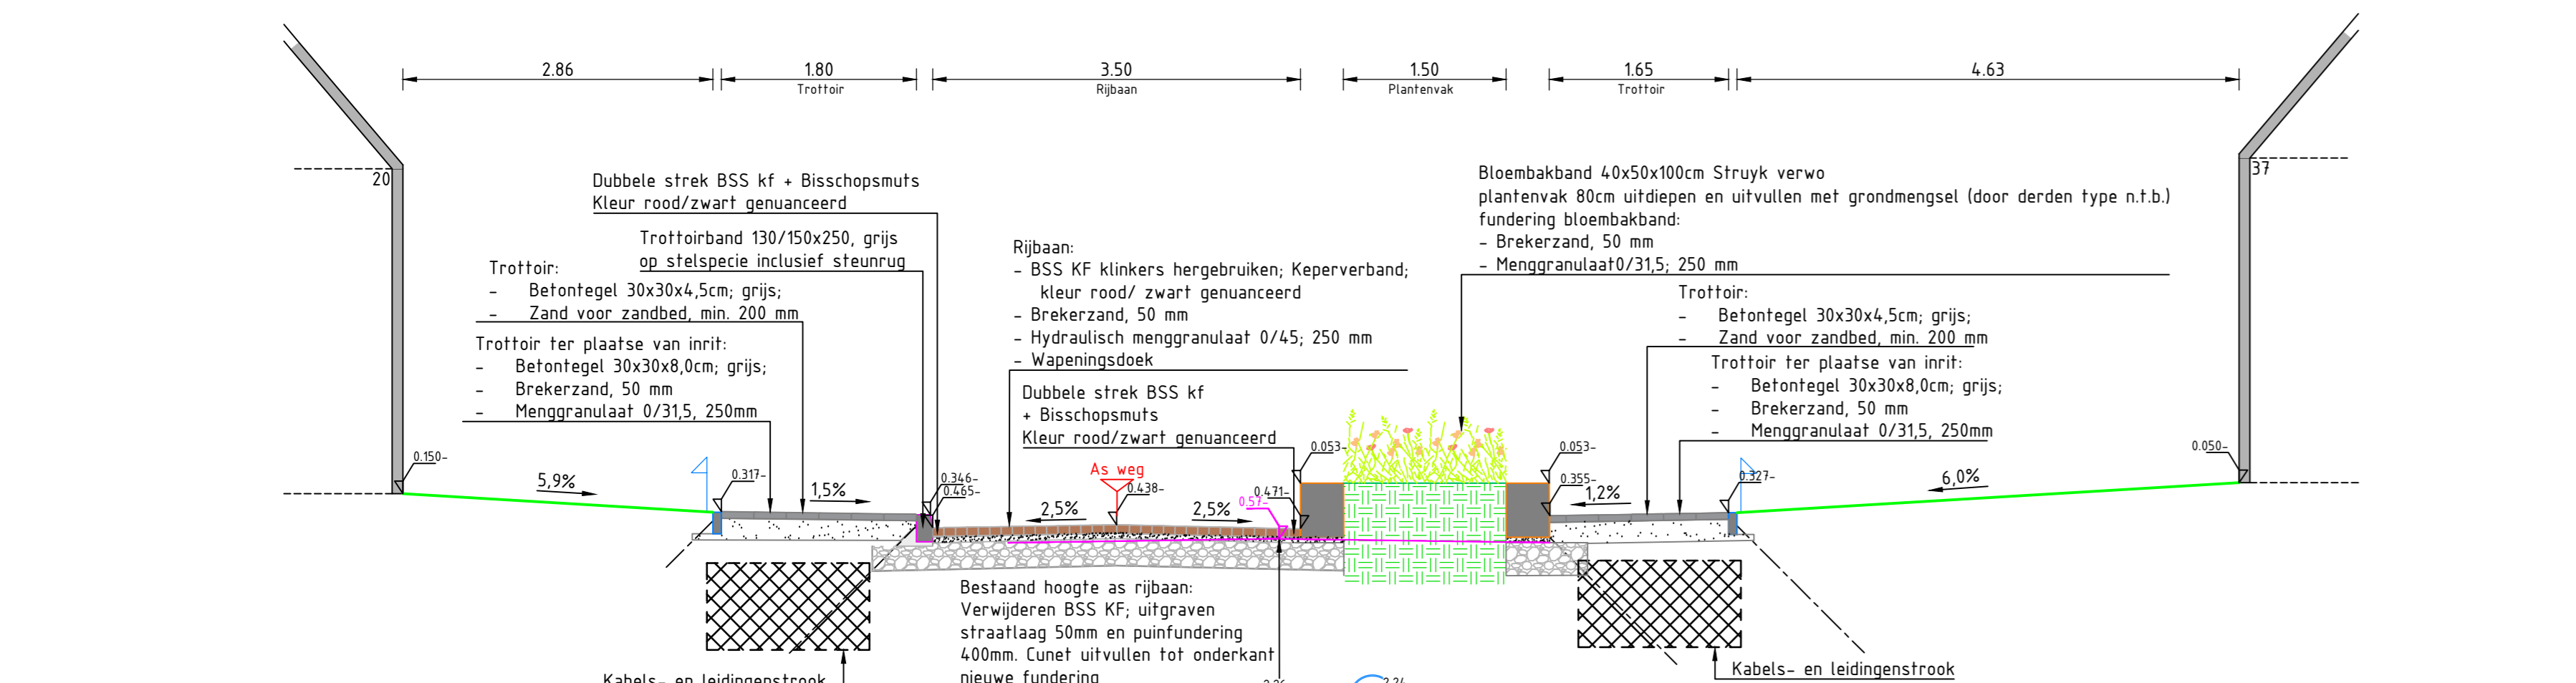 2.86
1.80
Trottoir
3.50
Rijbaan
1.50
Plantenvak
1.65
Trottoir
4.63
20
37
Dubbele strek BSS kf + Bisschopsmuts
Kleur rood/zwart genuanceerd
Trottoirband 130/150x250, grijs
op stelspecie inclusief steunrug
Trottoir:
- Betontegel 30x30x4,5cm; grijs;
- Zand voor zandbed, min. 200 mm
Trottoir ter plaatse van inrit:
- Betontegel 30x30x8,0cm; grijs;
- Brekerzand, 50 mm
- Menggranulaat 0/31,5, 250mm
Rijbaan:
- BSS KF klinkers hergebruiken; Keperverband;
kleur rood/ zwart genuanceerd
- Brekerzand, 50 mm
- Hydraulisch menggranulaat 0/45; 250 mm
- Wapeningsdoek
Dubbele strek BSS kf
+ Bisschopsmuts
Kleur rood/zwart genuanceerd
Bloembakband 40x50x100cm Struyk verwo
plantenvak 80cm uitdiepen en uitvullen met grondmengsel (door derden type n.t.b.)
fundering bloembakband:
- Brekerzand, 50 mm
- Menggranulaat0/31,5; 250 mm
Trottoir:
- Betontegel 30x30x4,5cm; grijs;
- Zand voor zandbed, min. 200 mm
Trottoir ter plaatse van inrit:
- Betontegel 30x30x8,0cm; grijs;
- Brekerzand, 50 mm
- Menggranulaat 0/31,5, 250mm
0.150-
5,9%
0.317-
1,5%
0.346-
0.465-
2,5%
As weg
0.438-
2,5%
0.57-
0.471-
0.053-
0.053-
0.355-
1,2%
0.327-
6,0%
0.050-
Bestaand hoogte as rijbaan:
Verwijderen BSS KF; uitgraven
straatlaag 50mm en puinfundering
400mm. Cunet uitvullen tot onderkant
nieuwe fundering
Kabels- en leidingenstrook
Kabels- en leidingenstrook